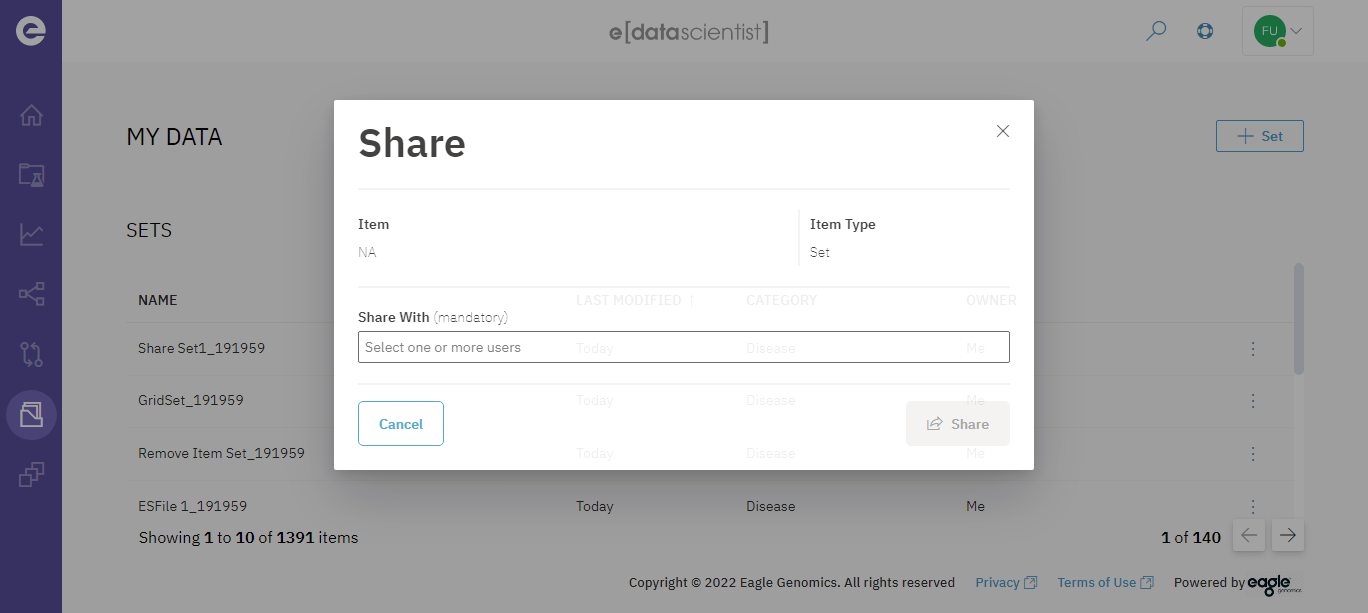 e[datascientist]
FU
MY DATA
+ Set
Share
Item
Item Type
NA
Set
SETS
NAME LAST MODIFIED ↑ CATEGORY OWNER
Share With (mandatory)
Select one or more users
Share Set1_191959 Today Disease Me
GridSet_191959 Today Disease Me
Cancel
Share
Remove Item Set_191959 Today Disease Me
ESFile 1_191959 Today Disease Me
Showing 1 to 10 of 1391 items
1 of 140
Copyright © 2022 Eagle Genomics. All rights reserved Privacy Terms of Use Powered by eagle genomics